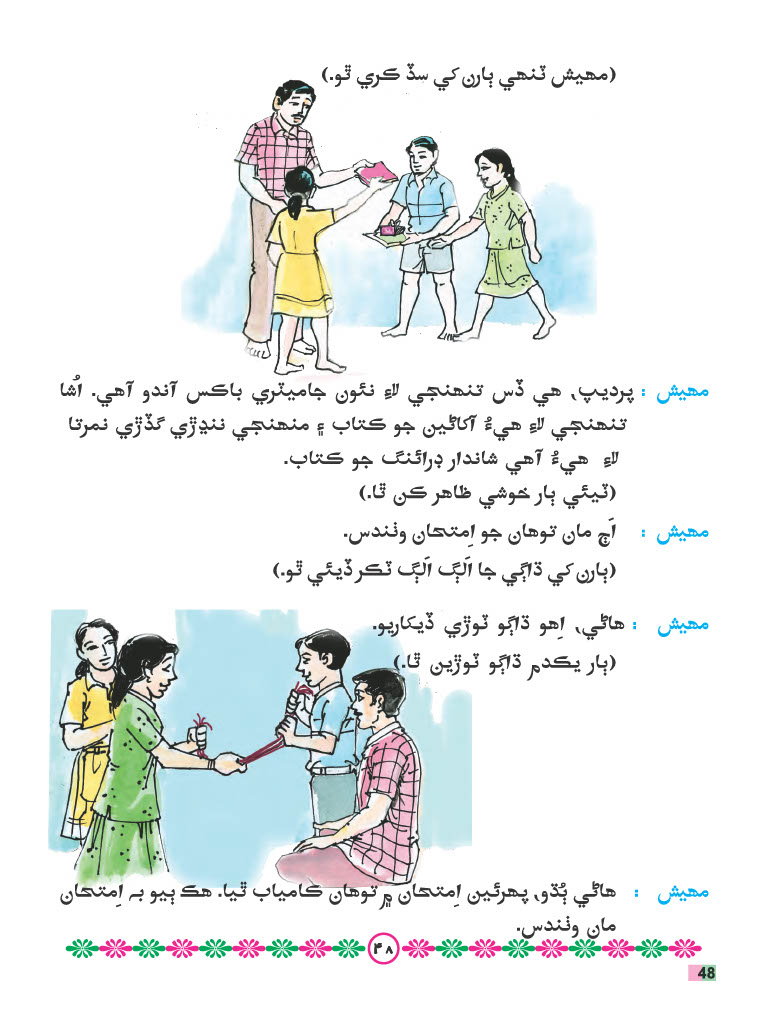 (مهيش ٽنهي ٻارن کي سڏ ڪري ٿو.)
مهيش : پرديپ، هي ڏس تنهنجي لاءِ نئون جاميٽري باڪس آندو آهي. اُشا
تنهنجي لاءِ هيءُ آکاڻين جو ڪتاب ۽ منهنجي ننڍڙي گڏڙي نمرتا
لاءِ هيءُ آهي شاندار ڊرائنگ جو ڪتاب.
(ٽيئي ٻار خوشي ظاهر ڪن ٿا.)
مهيش : اَڄ مان توهان جو اِمتحان وٺندس.
(ٻارن کي ڌاڳي جا اَلڳ اَلڳ ٽڪر ڏيئي ٿو.)
مهيش : هاڻي، اِهو ڌاڳو ٽوڙي ڏيکاريو.
(ٻار يڪدم ڌاڳو ٽوڙين ٿا.)
مهيش : هاڻي ٻُڌو، پهرئين اِمتحان ۾ توهان ڪامياب ٿيا. هڪ ٻيو به اِمتحان
مان وٺندس.
۴۸
48